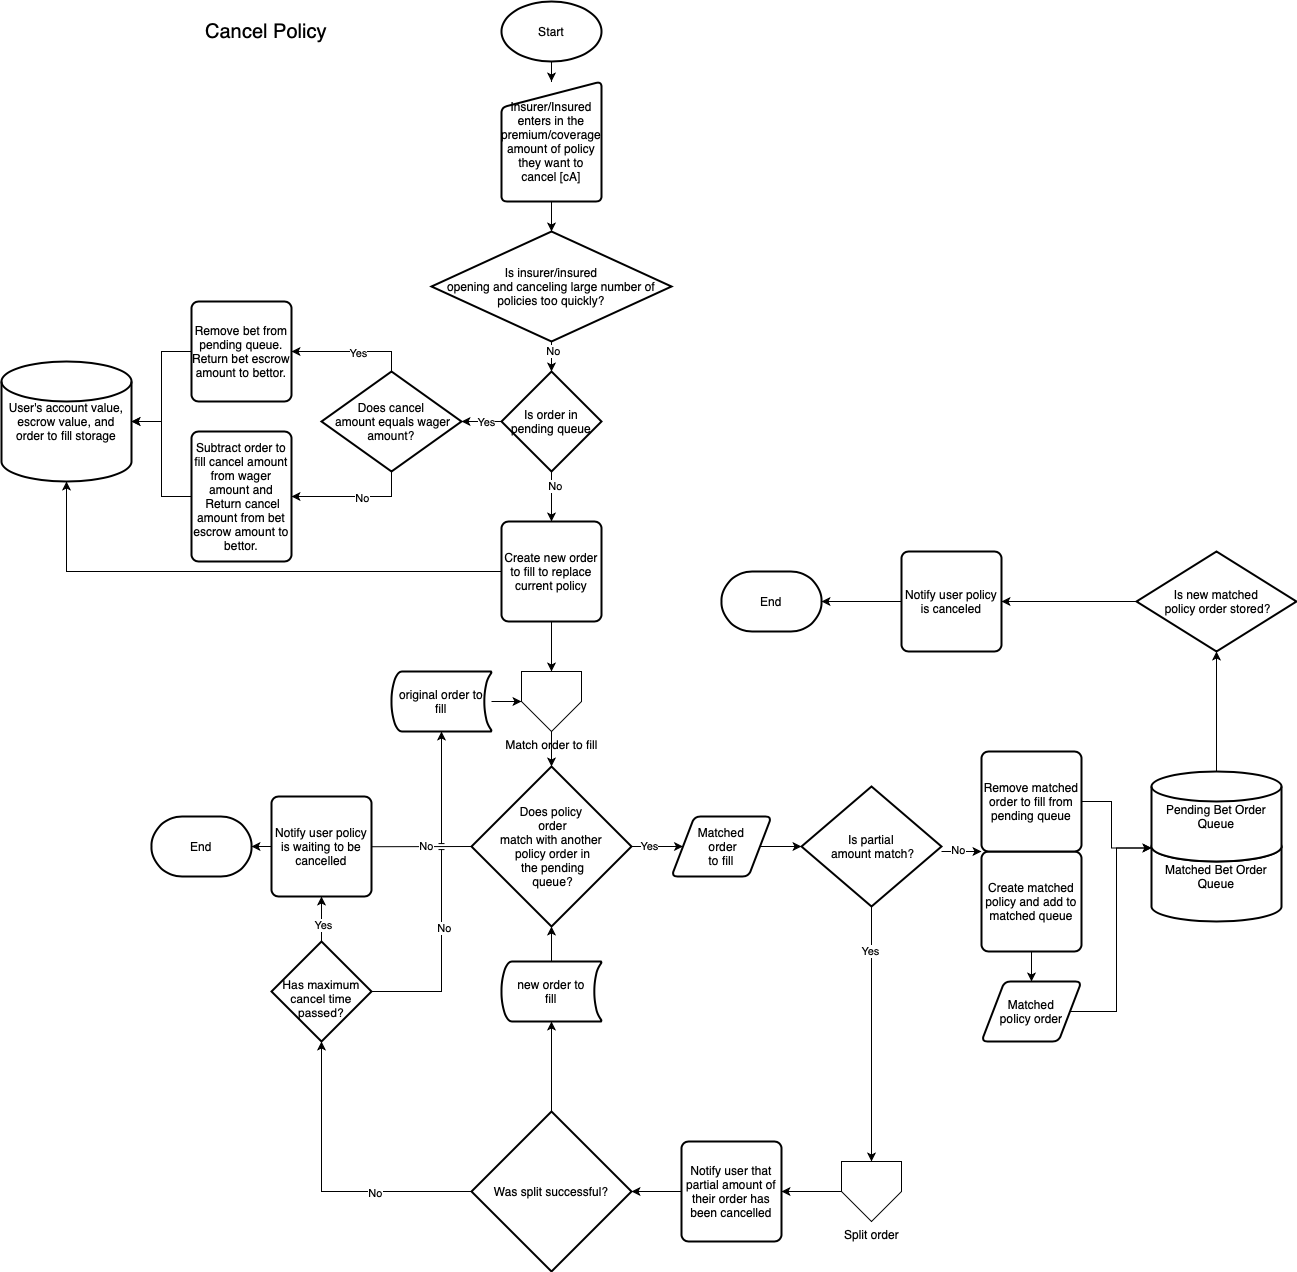 Cancel Policy
Start
Insurer/Insured
enters in the
premium/coverage
amount of policy
they want to
cancel [cA]
Is insurer/insured
opening and canceling large number of
policies too quickly?
No
Remove bet from
pending queue.
Return bet escrow
amount to bettor.
Yes
Does cancel
amount equals wager
amount?
Yes
Is order in
pending queue
User's account value,
escrow value, and
order to fill storage
Subtract order to
fill cancel amount
from wager
amount and
Return cancel
amount from bet
escrow amount to
bettor.
No
No
Create new order
to fill to replace
current policy
End
Notify user policy
is canceled
Is new matched
policy order stored?
original order to
fill
Match order to fill
End
Notify user policy
is waiting to be
cancelled
No
Does policy
order
match with another
policy order in
the pending
queue?
Yes
Matched
order
to fill
Is partial
amount match?
No
Remove matched
order to fill from
pending queue
Create matched
policy and add to
matched queue
Pending Bet Order
Queue
Matched Bet Order
Queue
Yes
No
Yes
Has maximum
cancel time
passed?
new order to
fill
Matched
policy order
No
Was split successful?
Notify user that
partial amount of
their order has
been cancelled
Split order